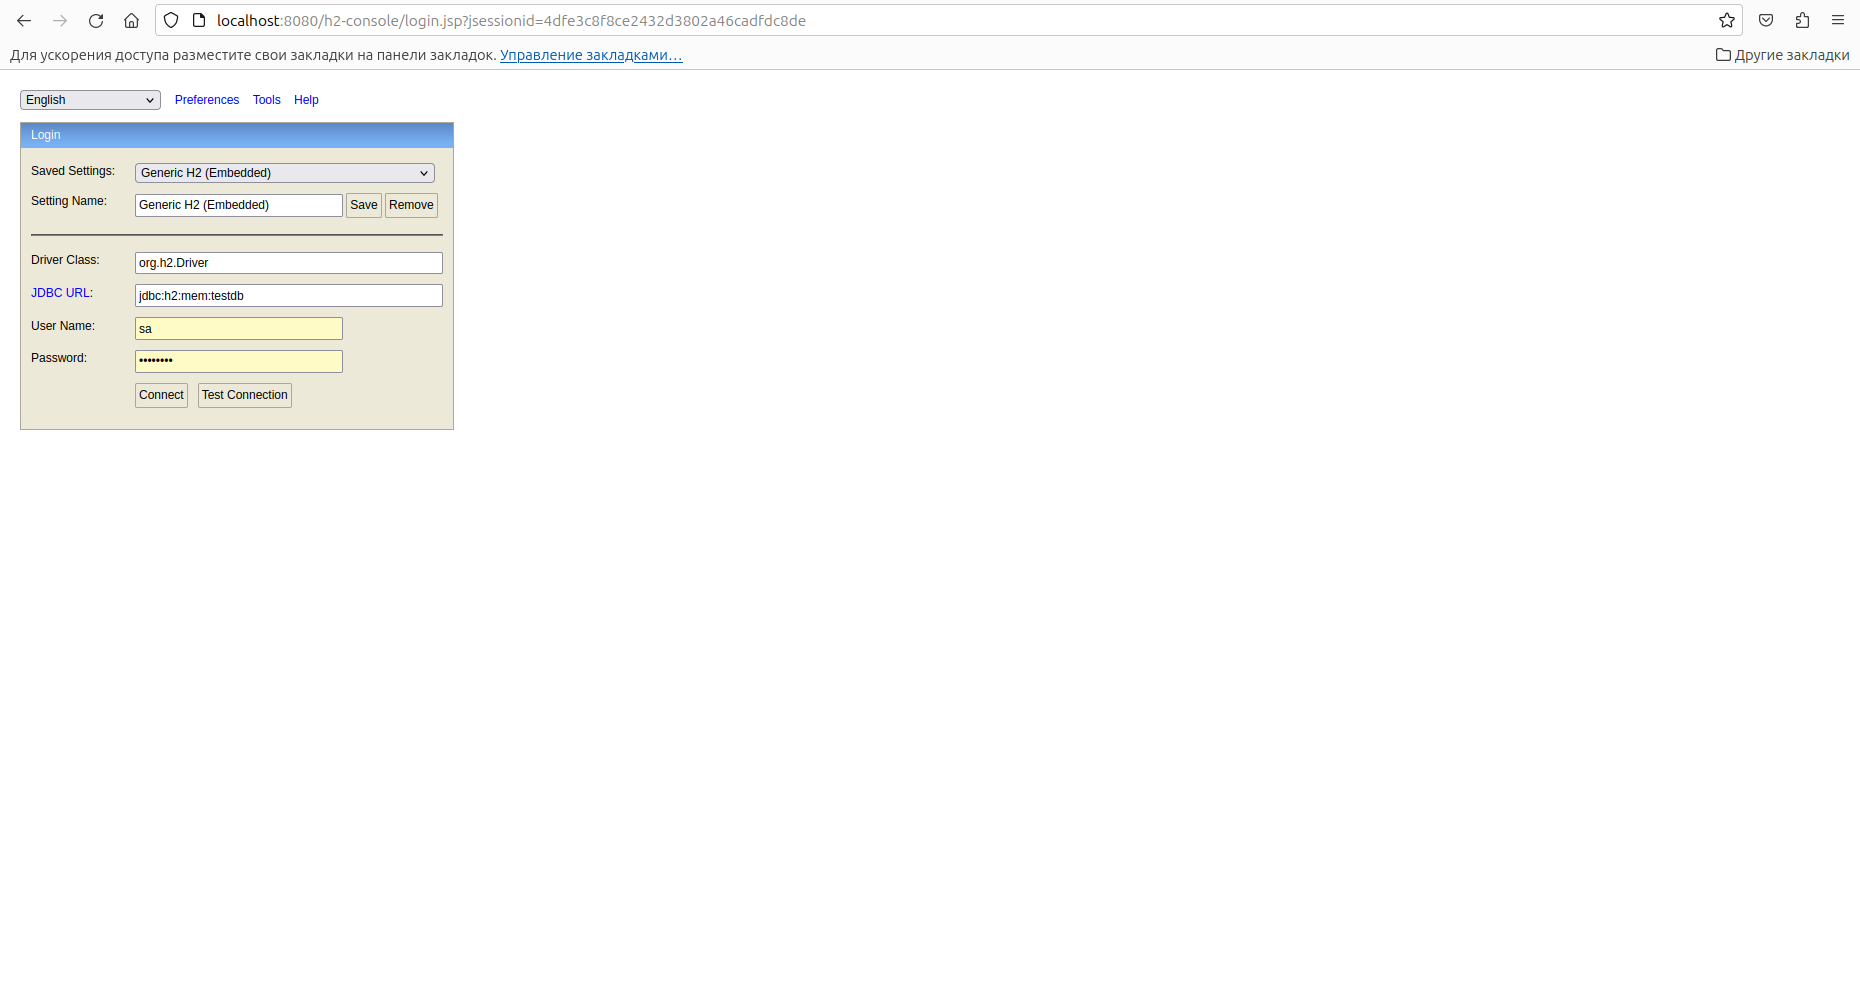 localhost:8080/h2-console/login.jsp?jsessionid=4dfe3c8f8ce2432d3802a46cadfdc8de
Для ускорения доступа разместите свои закладки на панели закладок. Управление закладками… Другие закладки
English Preferences Tools Help
Login
Saved Settings: Generic H2 (Embedded)
Setting Name: Generic H2 (Embedded) Save Remove
Driver Class: org.h2.Driver
JDBC URL: jdbc:h2:mem:testdb
User Name: sa
Password: ••••••••
Connect Test Connection